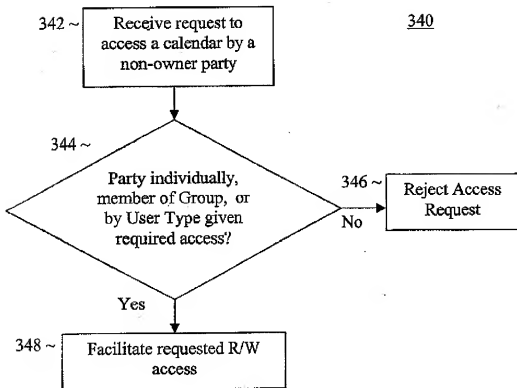 342 ~
Receive request to
access a calendar by a
non-owner party
340
344 ~
Party individually,
member of Group, or
by User Type given
required access?
346 ~
Reject Access
Request
No
Yes
348 ~
Facilitate requested R/W
access